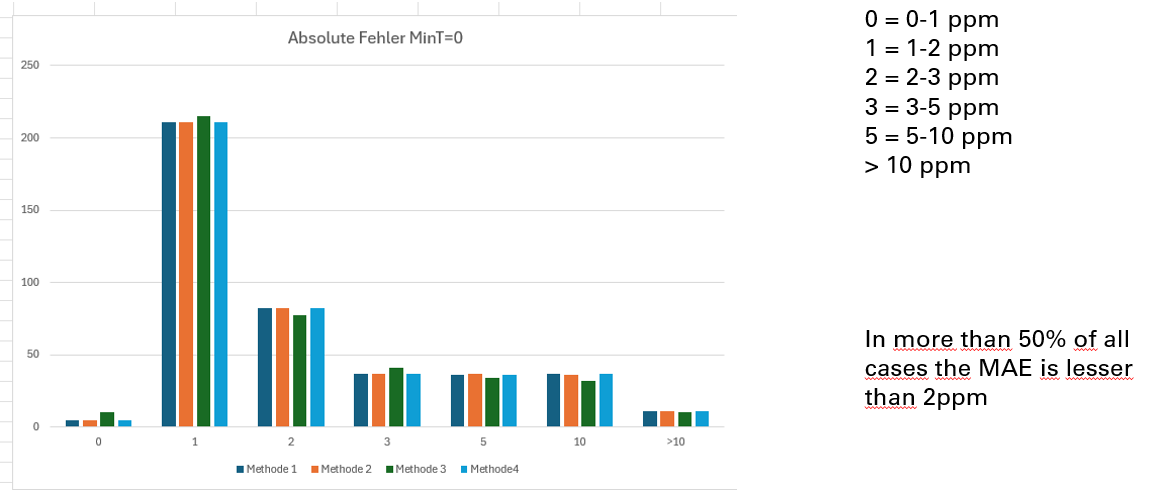 Absolute Fehler MinT=0
250
200
150
100
50
0
0 1 2 3 5 10 >10
Methode 1 Methode 2 Methode 3 Methode4
0 = 0-1 ppm
1 = 1-2 ppm
2 = 2-3 ppm
3 = 3-5 ppm
5 = 5-10 ppm
> 10 ppm
In more than 50% of all
cases the MAE is lesser
than 2ppm